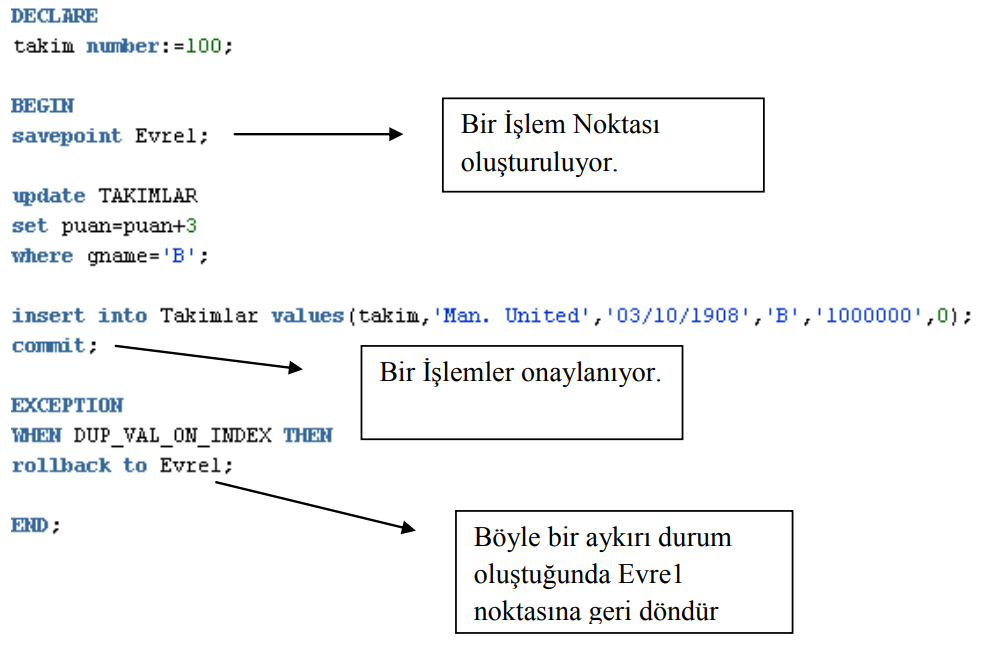 DECLARE
takim number:=100;
BEGIN
savepoint Evre1;
Bir İşlem Noktası
oluşturuluyor.
update TAKIMLAR
set puan=puan+3
where gname='B';
insert into Takimlar values(takim,'Man. United','03/10/1908','B','1000000',0);
commit;
Bir İşlemler onaylanıyor.
EXCEPTION
WHEN DUP_VAL_ON_INDEX THEN
rollback to Evre1;
END;
Böyle bir aykırı durum
oluştuğunda Evre1
noktasına geri döndür